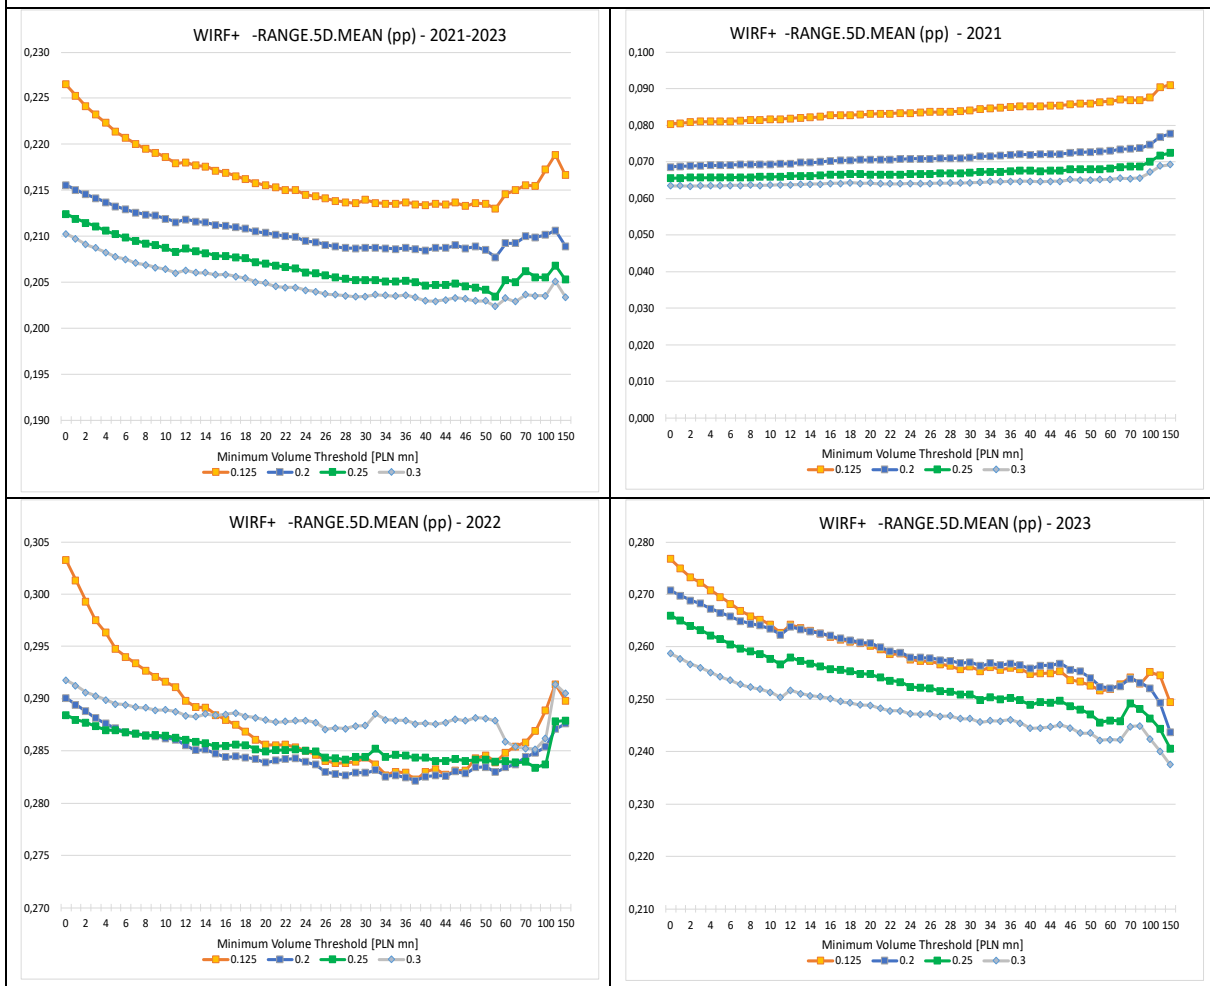 WIRF+ -RANGE.5D.MEAN (pp) - 2021-2023
0,230
0,225
0,220
0,215
0,210
0,205
0,200
0,195
0,190
0 2 4 6 8 10 12 14 16 18 20 22 24 26 28 30 34 36 40 44 46 50 60 70 100 150
Minimum Volume Threshold [PLN mn]
0.125 0.2 0.25 0.3
WIRF+ -RANGE.5D.MEAN (pp) - 2021
0,100
0,090
0,080
0,070
0,060
0,050
0,040
0,030
0,020
0,010
0,000
0 2 4 6 8 10 12 14 16 18 20 22 24 26 28 30 34 36 40 44 46 50 60 70 100 150
Minimum Volume Threshold [PLN mn]
0.125 0.2 0.25 0.3
WIRF+ -RANGE.5D.MEAN (pp) - 2022
0,305
0,300
0,295
0,290
0,285
0,280
0,275
0,270
0 2 4 6 8 10 12 14 16 18 20 22 24 26 28 30 34 36 40 44 46 50 60 70 100 150
Minimum Volume Threshold [PLN mn]
0.125 0.2 0.25 0.3
WIRF+ -RANGE.5D.MEAN (pp) - 2023
0,280
0,270
0,260
0,250
0,240
0,230
0,220
0,210
0 2 4 6 8 10 12 14 16 18 20 22 24 26 28 30 34 36 40 44 46 50 60 70 100 150
Minimum Volume Threshold [PLN mn]
0.125 0.2 0.25 0.3